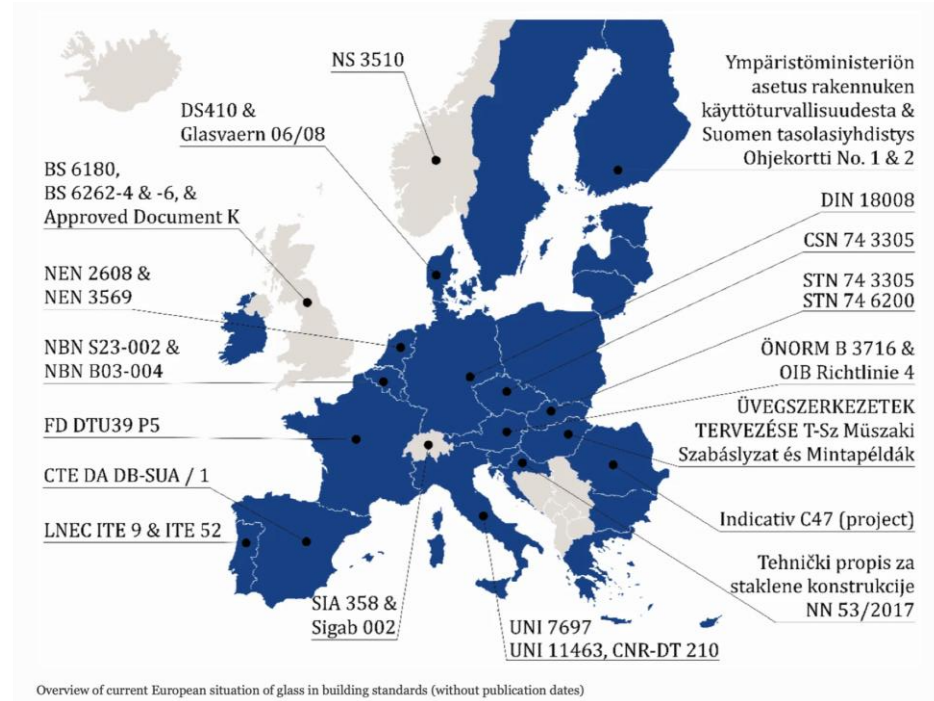 NS 3510
DS410 &
Glasvaern 06/08
BS 6180,
BS 6262-4 & -6, &
Approved Document K
NEN 2608 &
NEN 3569
NBN S23-002 &
NBN B03-004
FD DTU39 P5
CTE DA DB-SUA / 1
LNEC ITE 9 & ITE 52
SIA 358 &
Sigab 002
UNI 7697
UNI 11463, CNR-DT 210
Ympäristöministeriön
asetus rakennuken
käyttöturvallisuudesta &
Suomen tasolasiyhdistys
Ohjekortti No. 1 & 2
DIN 18008
CSN 74 3305
STN 74 3305
STN 74 6200
ÖNORM B 3716 &
OIB Richtlinie 4
ÜVEGSZERKEZETEK
TERVEZÉSE T-Sz Müszaki
Szabáslyzat és Mintapéldák
Indicativ C47 (project)
Tehnički propis za
staklene konstrukcije
NN 53/2017
Overview of current European situation of glass in building standards (without publication dates)